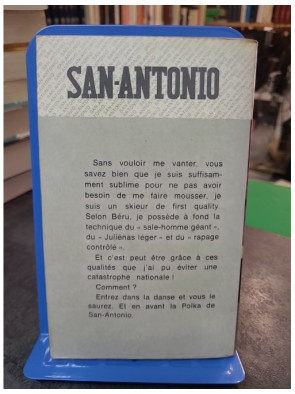 SAN-ANTONIO
Sans vouloir me vanter, vous
savez bien que je suis suffisam-
ment sublime pour ne pas avoir
besoin de me faire mousser, je
suis un skieur de first quality.
Selon Béru, je possède à fond la
technique du « sale-homme géant »,
du « Juliénas léger » et du « rapage
contrôlé ».
Et c'est peut être grâce à ces
qualités que j'ai pu éviter une
catastrophe nationale !
Comment ?
Entrez dans la danse et vous le
saurez. Et en avant la Polka de
San-Antonio.